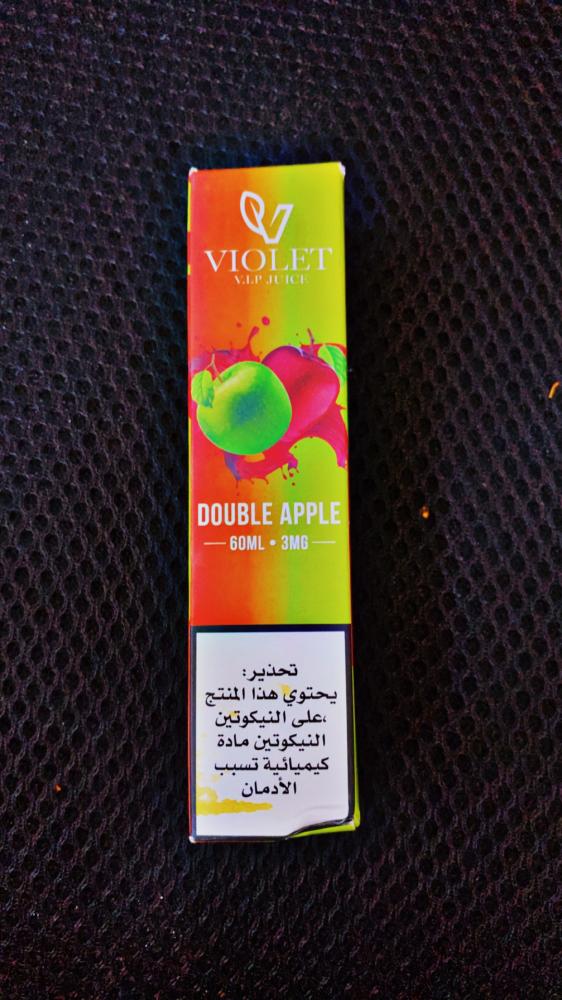 VIOLET
V.I.P JUICE
DOUBLE APPLE
60ML • 3MG
تحذير:
يحتوي هذا المنتج
على النيكوتين،
النيكوتين مادة
كيميائية تسبب
الأدمان